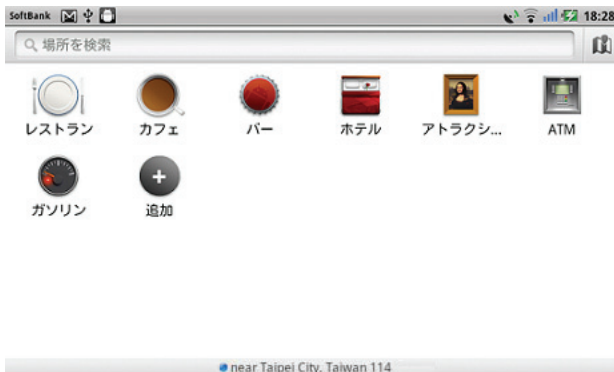 SoftBank 18:28
場所を検索
レストラン カフェ バー ホテル アトラクシ... ATM
ガソリン 追加
near Taipei City, Taiwan 114